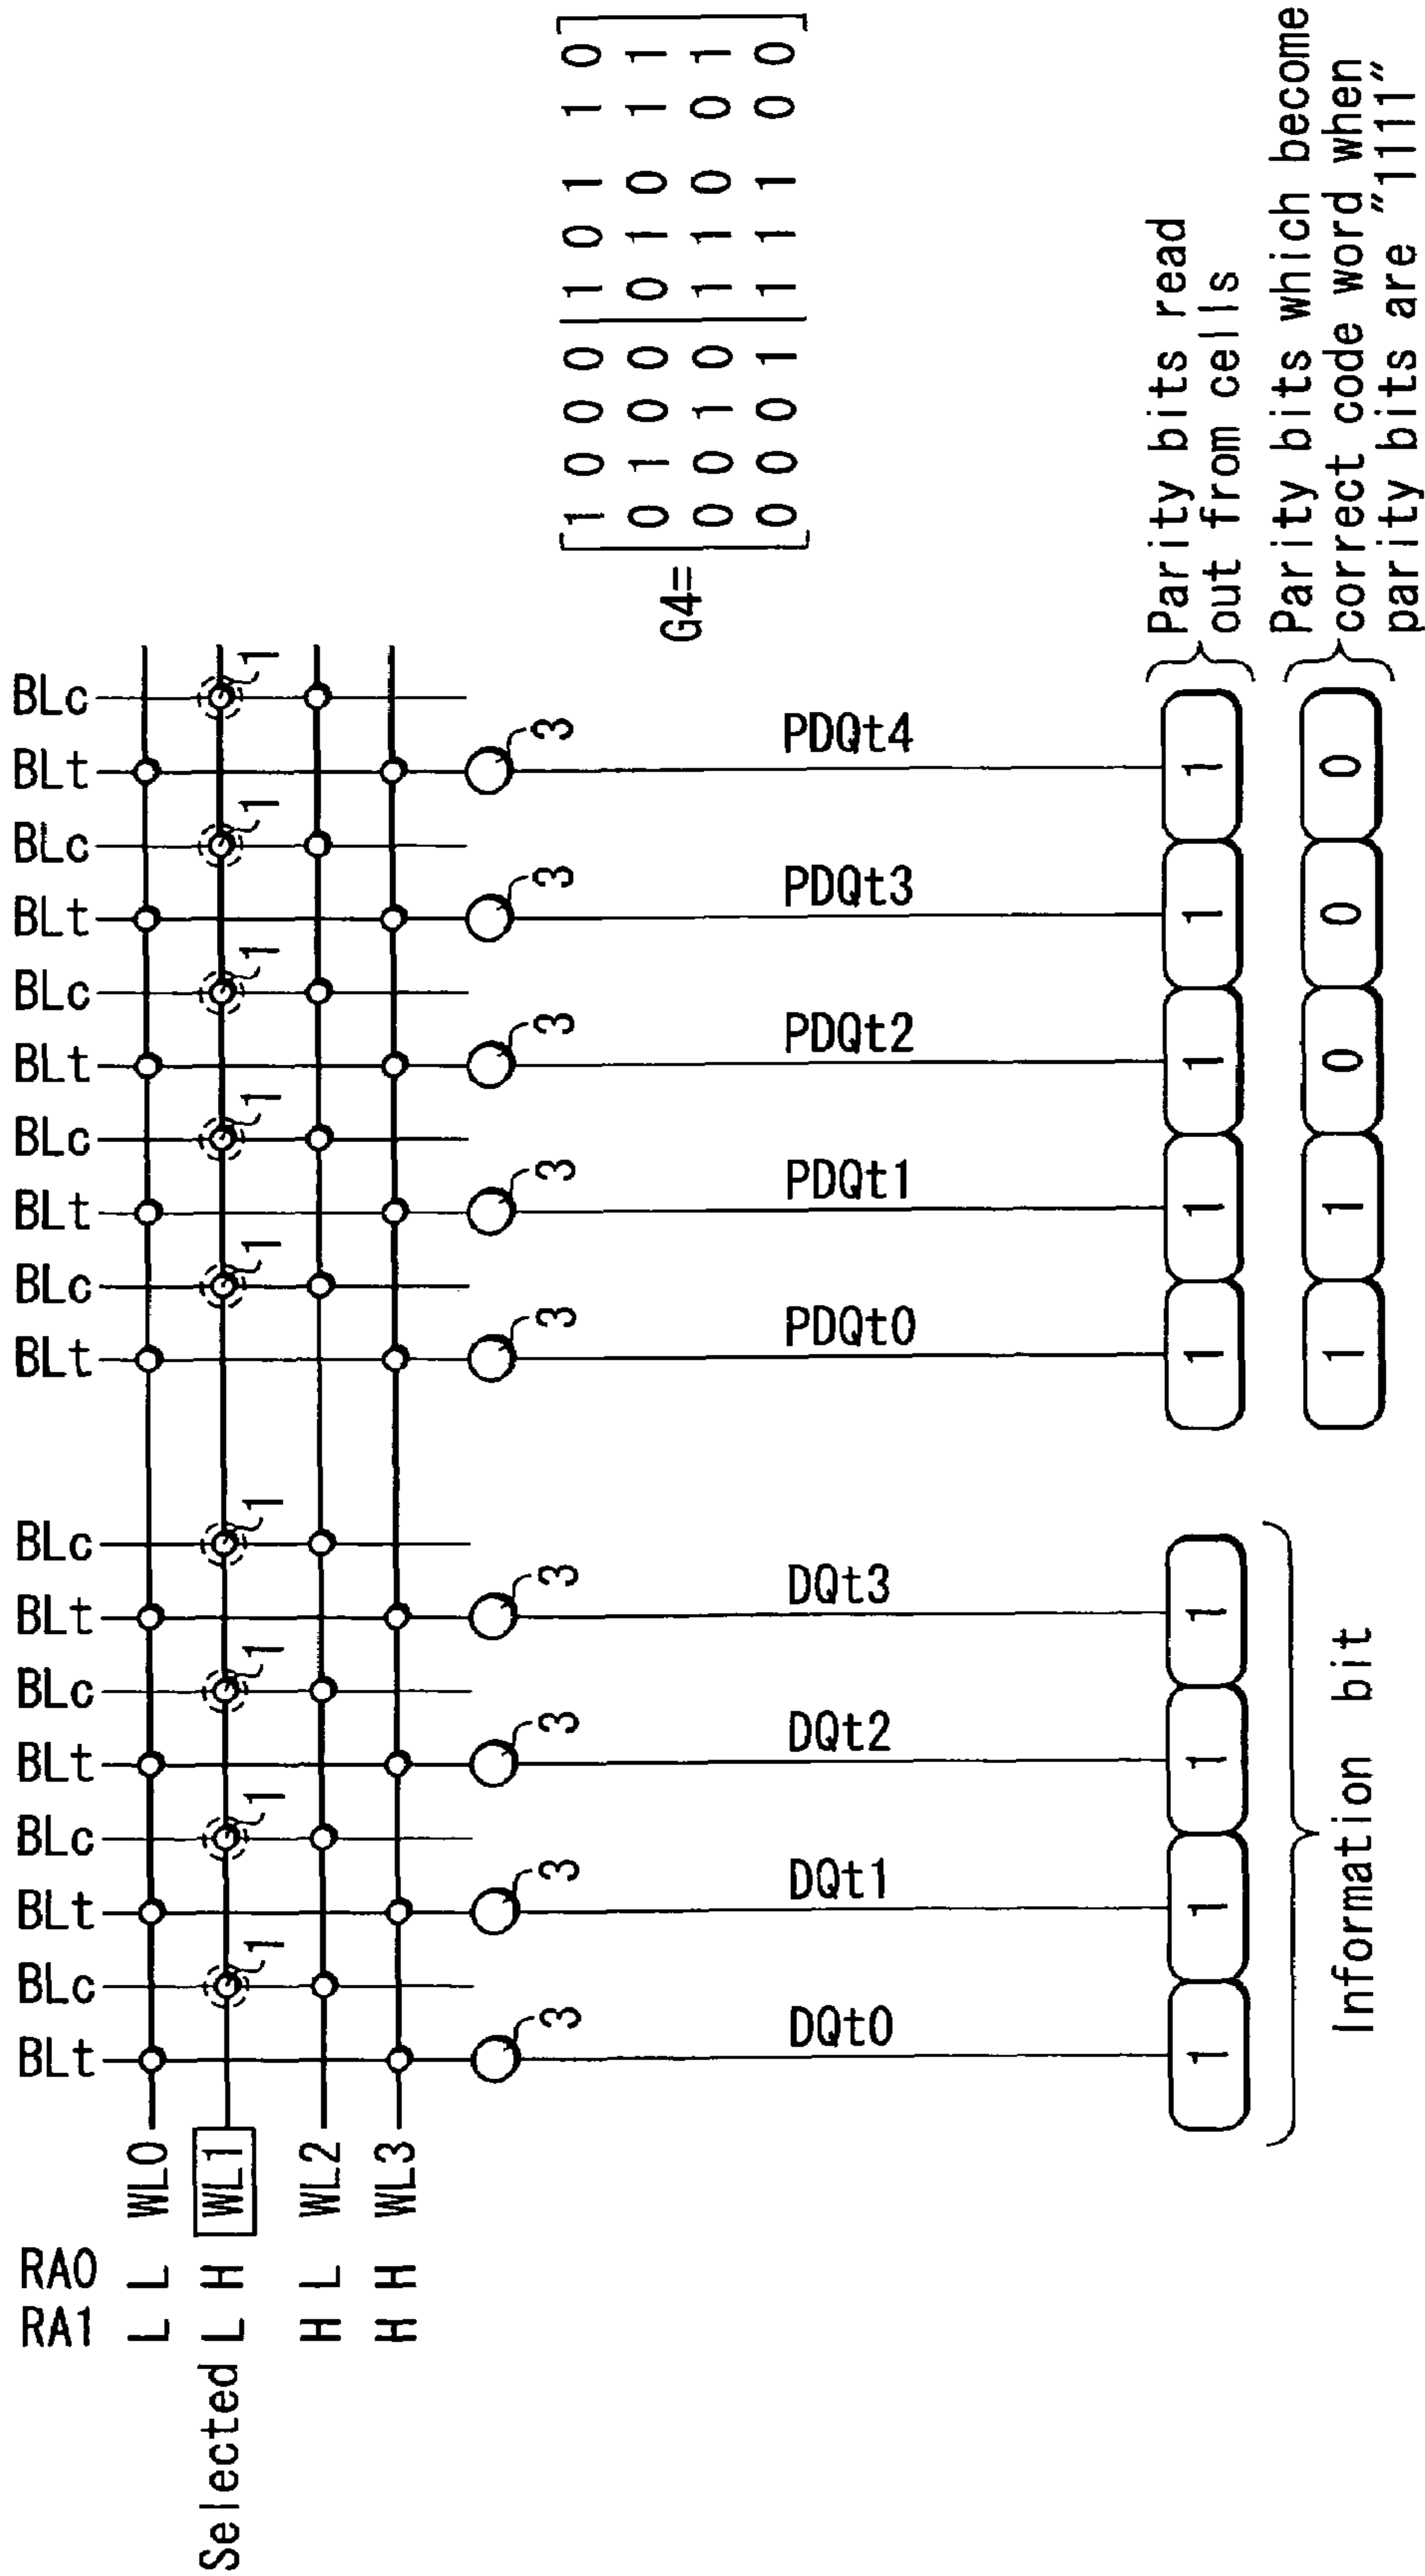 RA1 RA0 BLt BLc BLt BLc BLt BLc BLt BLc BLt BLc BLt BLc BLt BLc BLt BLc BLt BLc
L L WL0
Selected L H WL1
1 1 1 1 1 1 1 1 1
H L WL2
H H WL3
3 3 3 3 3 3 3 3 3
G4=
1 0 0 0 1 0 1 1 0
0 1 0 0 0 1 0 1 1
0 0 1 0 1 1 0 0 1
0 0 0 1 1 1 1 0 0
DQt0 DQt1 DQt2 DQt3 PDQt0 PDQt1 PDQt2 PDQt3 PDQt4
1 1 1 1 1 1 1 1 1
Parity bits read
out from cells
Information bit
1 1 0 0 0
Parity bits which become
correct code word when
parity bits are "1111"